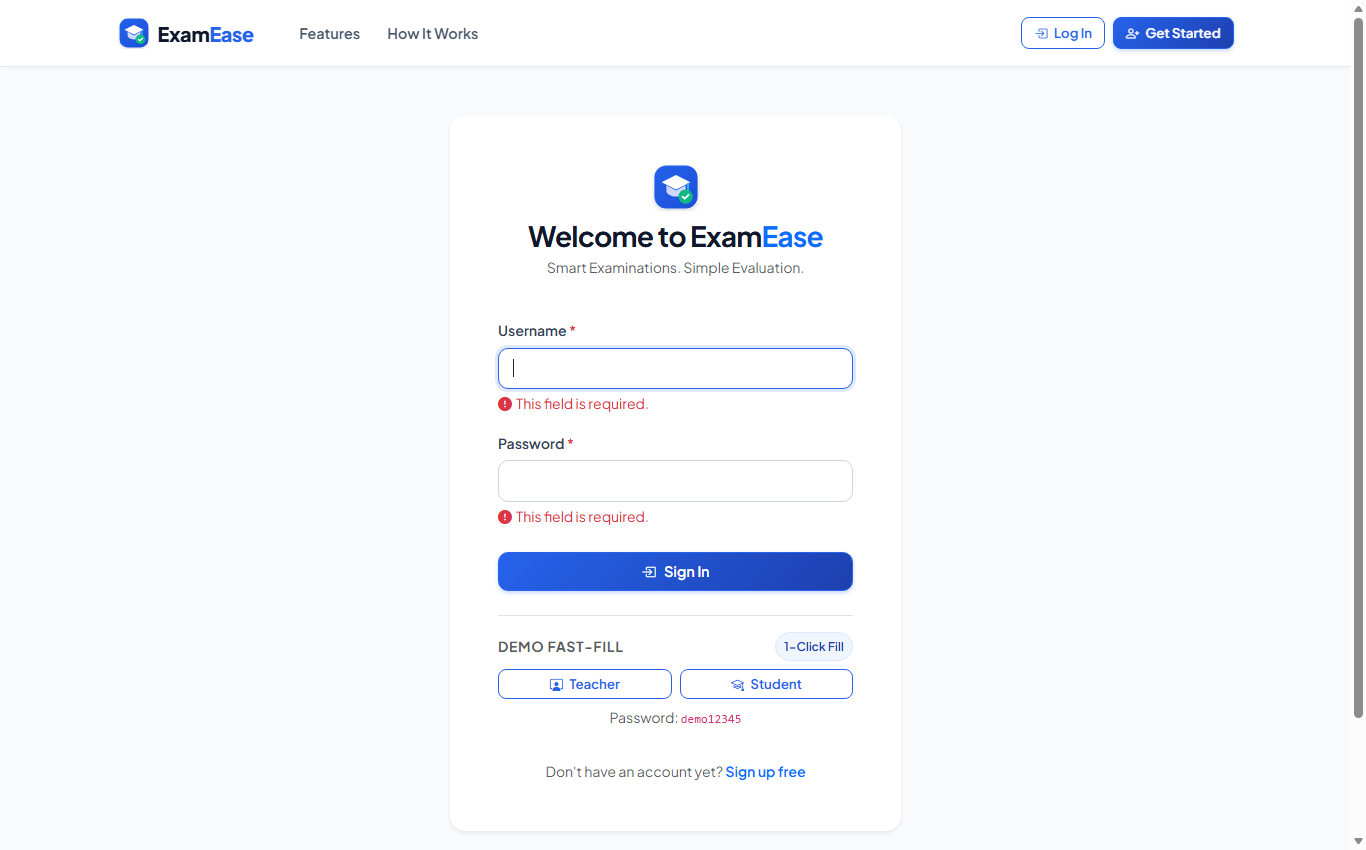 ExamEase Features How It Works Log In Get Started
Welcome to ExamEase
Smart Examinations. Simple Evaluation.
Username *
This field is required.
Password *
This field is required.
Sign In
DEMO FAST-FILL 1-Click Fill
Teacher Student
Password: demo12345
Don't have an account yet? Sign up free